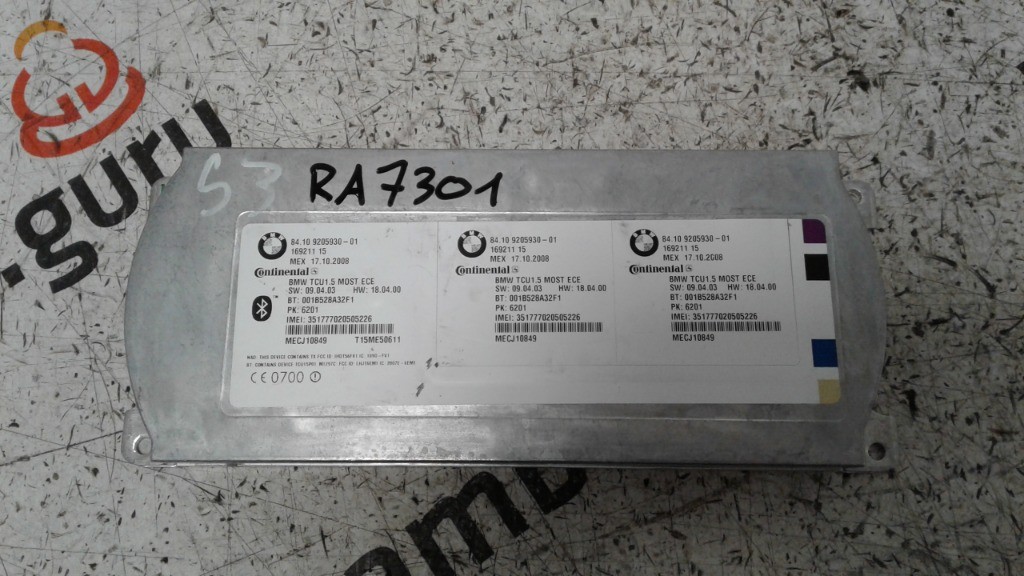 .guru
S3 RA7301
84.10 9205930-01
169211 15
MEX 17.10.2008
Continental
BMW TCU1.5 MOST ECE
SW: 09.04.03 HW: 18.04.00
BT: 001B528A32F1
PK: 6201
IMEI: 351777020505226
MECJ10849 T15ME50611
CE 0700
84.10 9205930-01
169211 15
MEX 17.10.2008
Continental
BMW TCU1.5 MOST ECE
SW: 09.04.03 HW: 18.04.00
BT: 001B528A32F1
PK: 6201
IMEI: 351777020505226
MECJ10849
84.10 9205930-01
169211 15
MEX 17.10.2008
Continental
BMW TCU1.5 MOST ECE
SW: 09.04.03 HW: 18.04.00
BT: 001B528A32F1
PK: 6201
IMEI: 351777020505226
MECJ10849